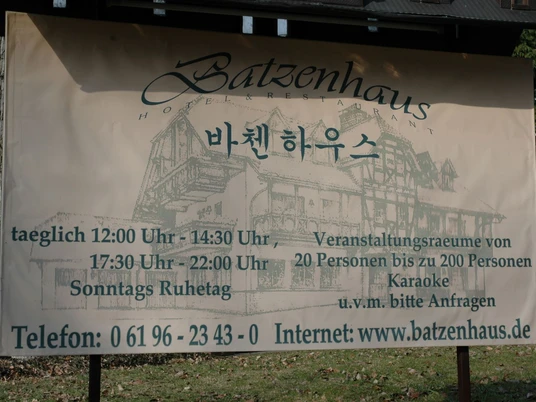 Batzenhaus
HOTEL & RESTAURANT
바첸하우스
taeglich 12:00 Uhr - 14:30 Uhr,
17:30 Uhr - 22:00 Uhr
Sonntags Ruhetag
Veranstaltungsraeume von
20 Personen bis zu 200 Personen
Karaoke
u.v.m. bitte Anfragen
Telefon: 0 61 96 - 23 43 - 0 Internet: www.batzenhaus.de